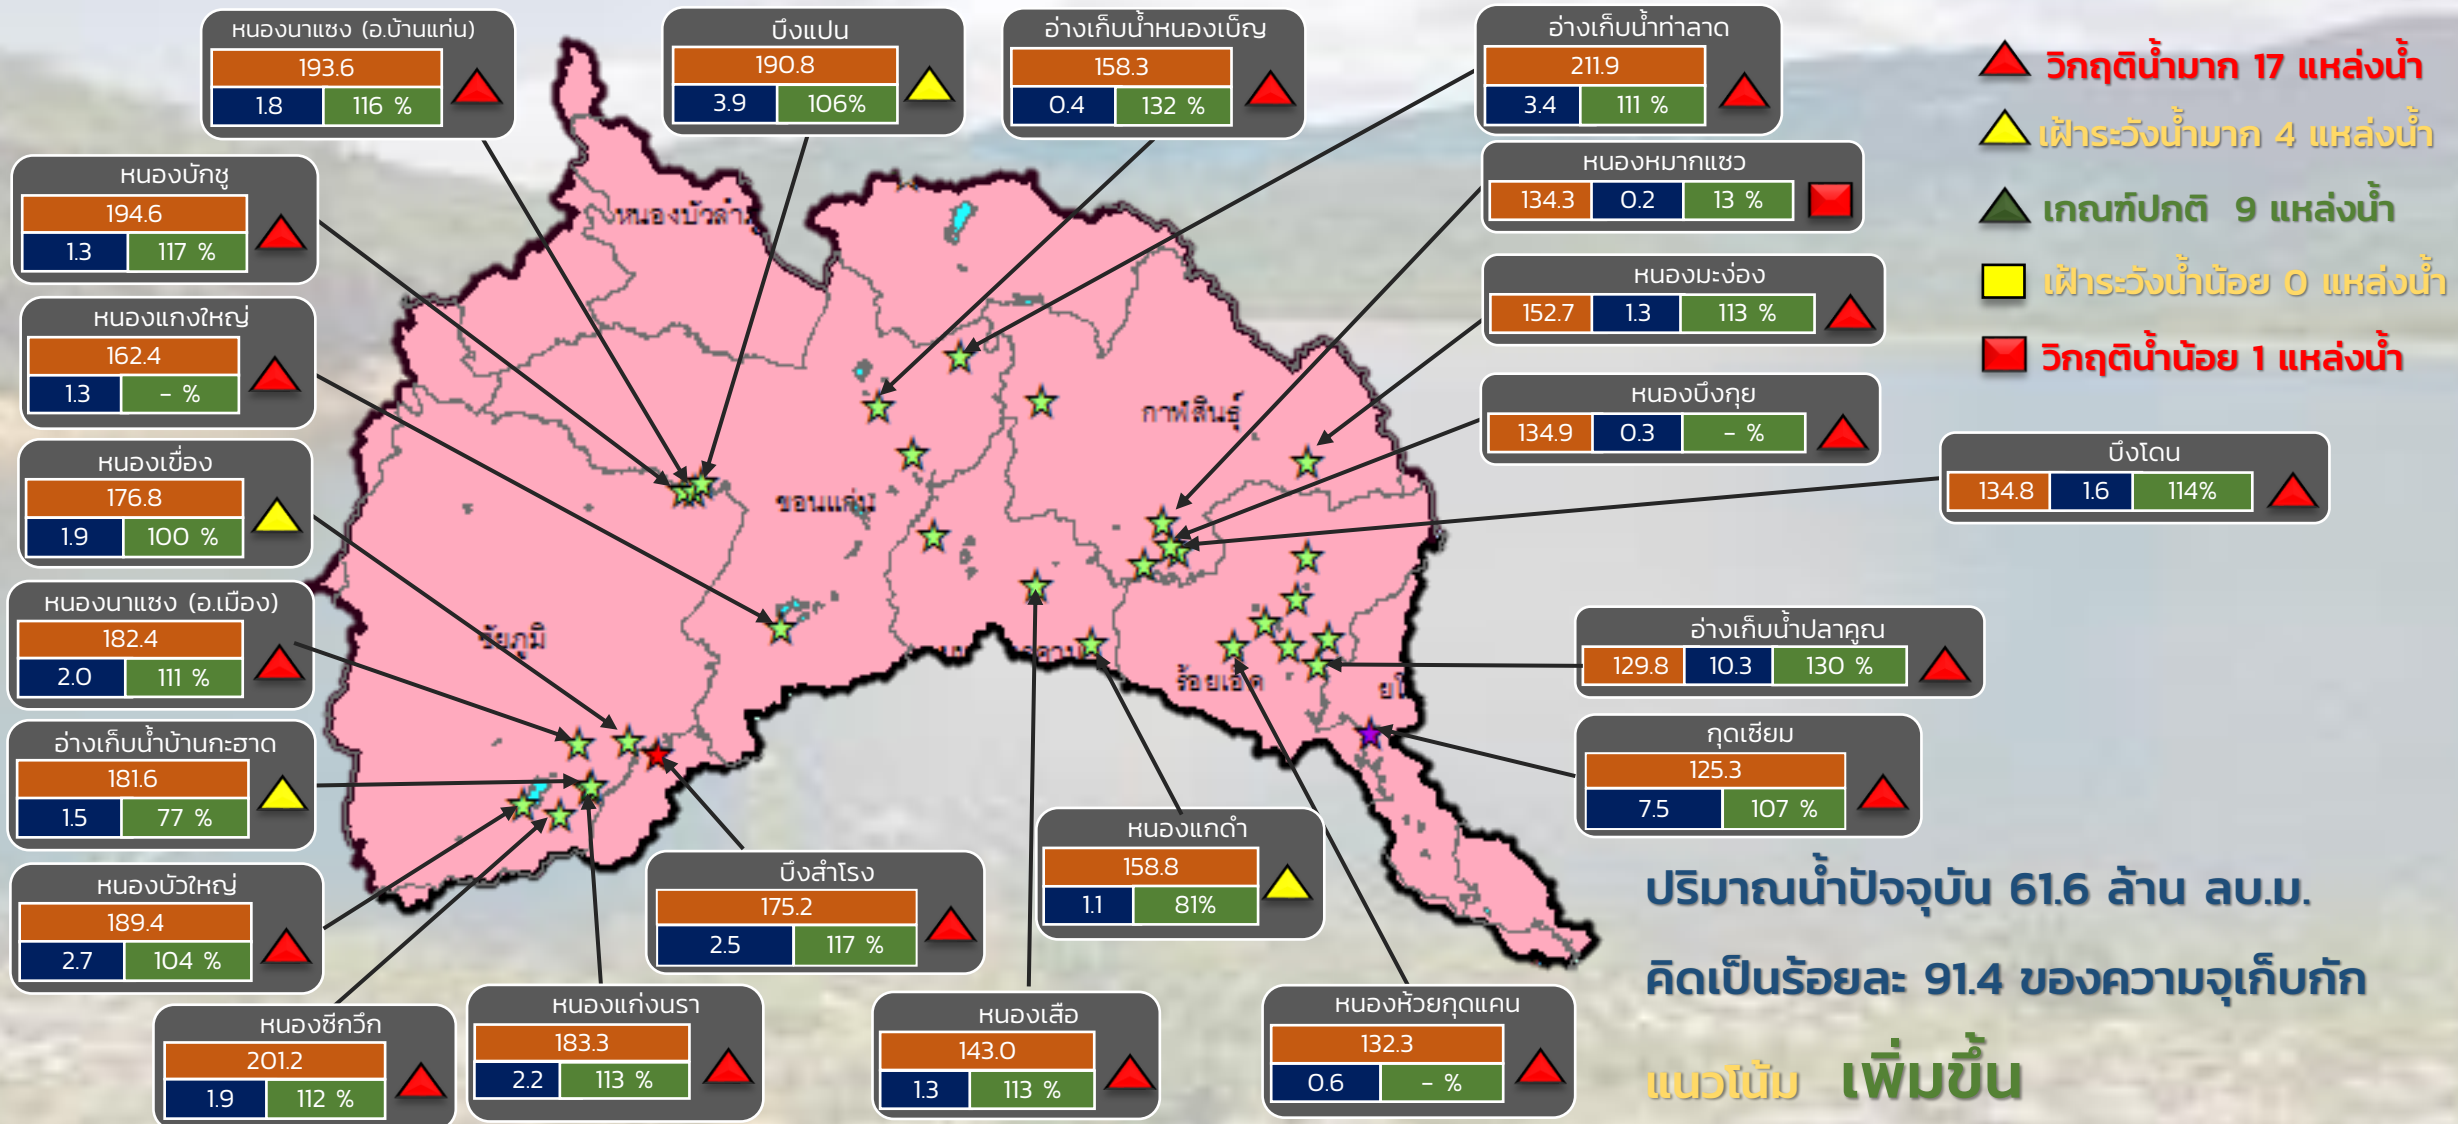 หนองนาแซง (อ.บ้านแท่น)
193.6
1.8 116 %
บึงแปน
190.8
3.9 106%
อ่างเก็บน้ำหนองเบ็ญ
158.3
0.4 132 %
อ่างเก็บน้ำท่าลาด
211.9
3.4 111 %
วิกฤติน้ำมาก 17 แหล่งน้ำ
เฝ้าระวังน้ำมาก 4 แหล่งน้ำ
เกณฑ์ปกติ 9 แหล่งน้ำ
เฝ้าระวังน้ำน้อย 0 แหล่งน้ำ
วิกฤติน้ำน้อย 1 แหล่งน้ำ
หนองบักชู
194.6
1.3 117 %
หนองหมากแซว
134.3 0.2 13 %
หนองแกงใหญ่
162.4
1.3 - %
หนองมะง่อง
152.7 1.3 113 %
หนองบึงกุย
134.9 0.3 - %
หนองเขื่อง
176.8
1.9 100 %
บึงโดน
134.8 1.6 114%
กาฬสินธุ์
ขอนแก่น
ชัยภูมิ
ร้อยเอ็ด
หนองนาแซง (อ.เมือง)
182.4
2.0 111 %
อ่างเก็บน้ำปลาคูณ
129.8 10.3 130 %
อ่างเก็บน้ำบ้านกะฮาด
181.6
1.5 77 %
กุดเซียม
125.3
7.5 107 %
หนองบัวใหญ่
189.4
2.7 104 %
บึงสำโรง
175.2
2.5 117 %
หนองแกดำ
158.8
1.1 81%
หนองซีกวึก
201.2
1.9 112 %
หนองแก่งนรา
183.3
2.2 113 %
หนองเสือ
143.0
1.3 113 %
หนองห้วยกุดแคน
132.3
0.6 - %
ปริมาณน้ำปัจจุบัน 61.6 ล้าน ลบ.ม.
คิดเป็นร้อยละ 91.4 ของความจุเก็บกัก
แนวโน้ม เพิ่มขึ้น